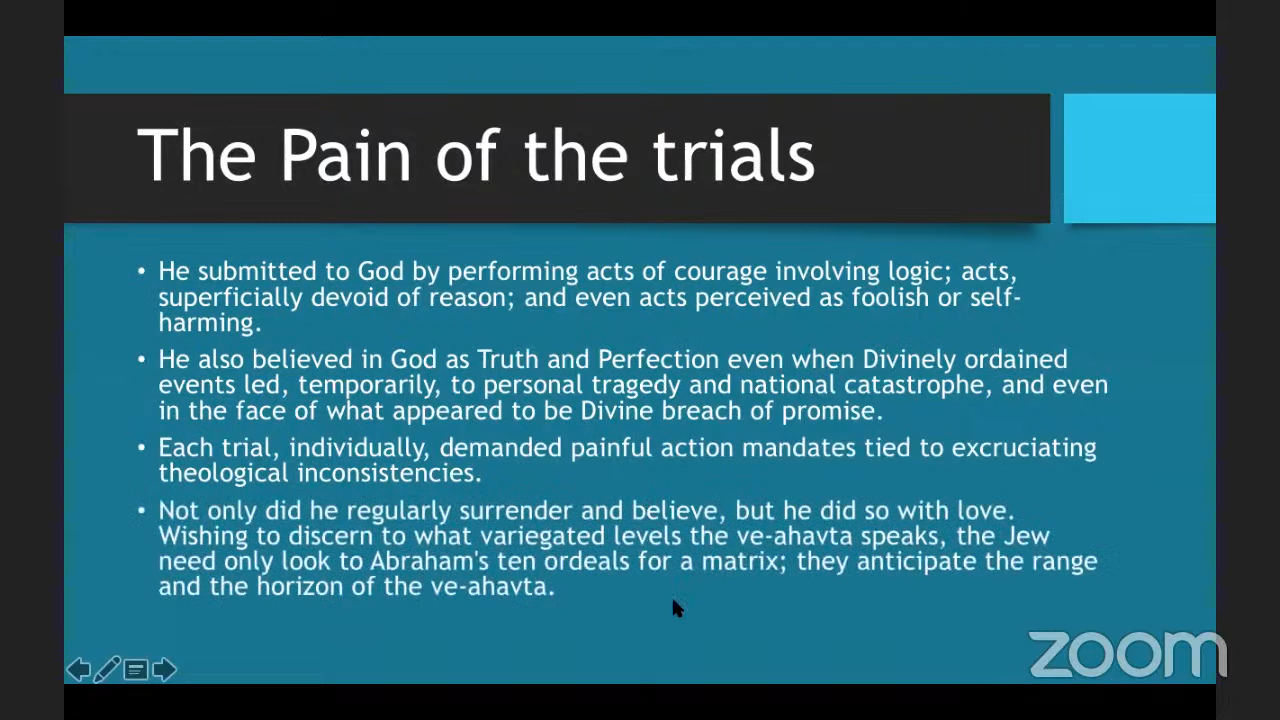 The Pain of the trials
• He submitted to God by performing acts of courage involving logic; acts,
superficially devoid of reason; and even acts perceived as foolish or self-
harming.
• He also believed in God as Truth and Perfection even when Divinely ordained
events led, temporarily, to personal tragedy and national catastrophe, and even
in the face of what appeared to be Divine breach of promise.
• Each trial, individually, demanded painful action mandates tied to excruciating
theological inconsistencies.
• Not only did he regularly surrender and believe, but he did so with love.
Wishing to discern to what variegated levels the ve-ahavta speaks, the Jew
need only look to Abraham's ten ordeals for a matrix; they anticipate the range
and the horizon of the ve-ahavta.
zoom